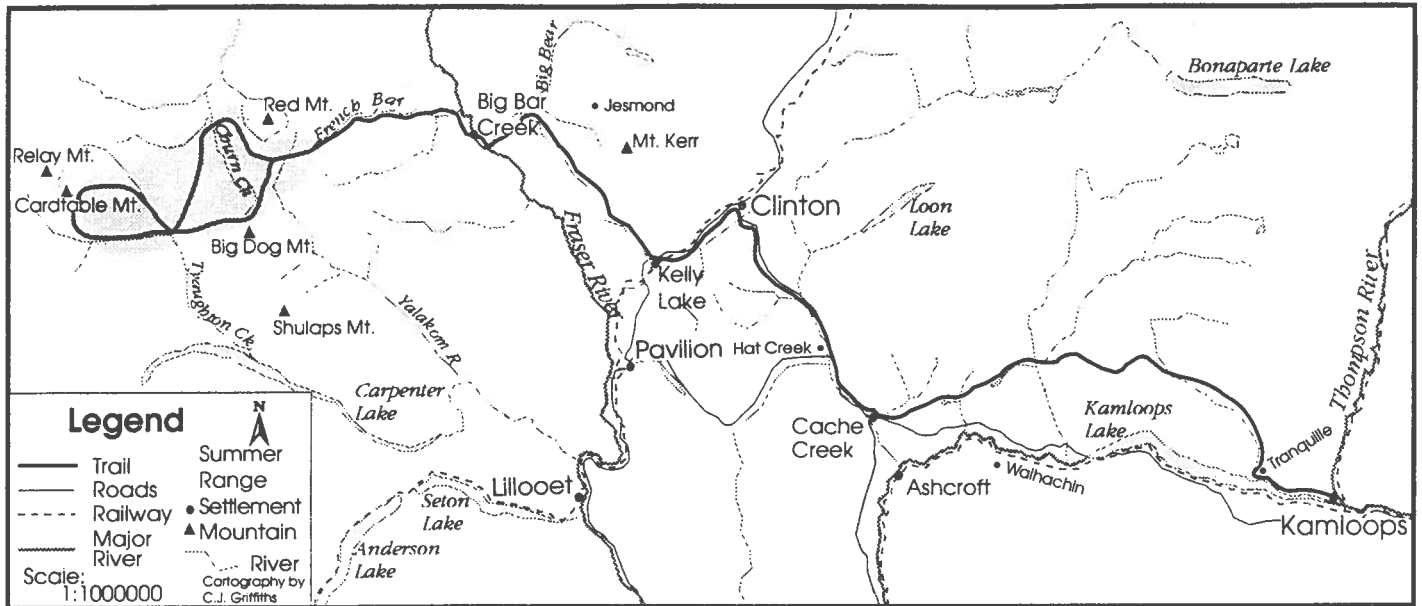 Bonaparte Lake
Big Bear
Red Mt.
French Bar
Big Bar
Creek
Jesmond
Mt. Kerr
Relay Mt.
Churn Ck
Cardtable Mt.
Clinton
Loon
Lake
Big Dog Mt.
Fraser River
Kelly
Lake
Thompson River
Tyaughton Ck
Yalakom R.
Shulaps Mt.
Pavilion
Hat Creek
Carpenter
Lake
Cache
Creek
Kamloops
Lake
Tranquille
Walhachin
Ashcroft
Kamloops
Lillooet
Seton
Lake
Anderson
Lake
Legend
N
Trail
Roads
Railway
Major
River
Summer
Range
Settlement
Mountain
River
Scale:
1:1000000
Cartography by
C.J. Griffiths